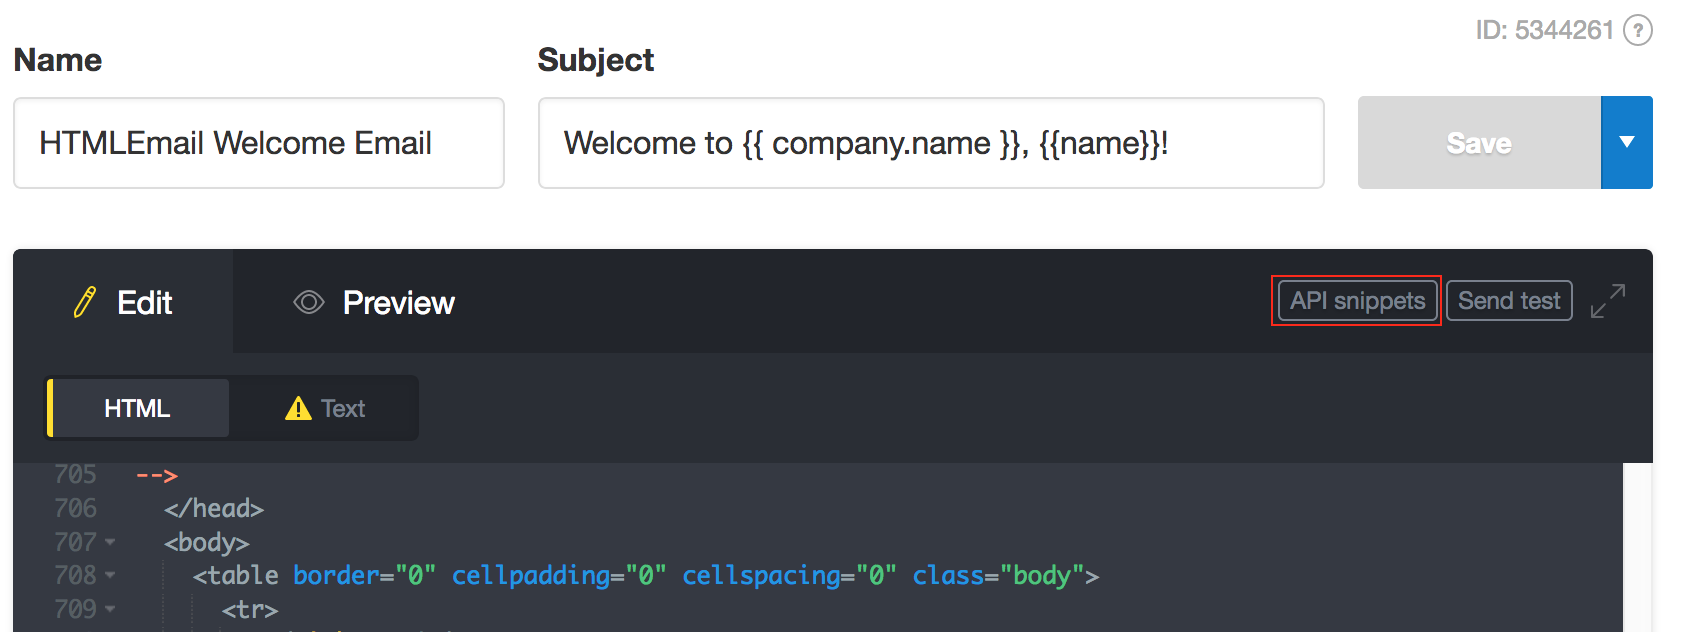 ID: 5344261 ?
Name
Subject
HTMLEmail Welcome Email
Welcome to {{ company.name }}, {{name}}!
Save
Edit
Preview
API snippets
Send test
HTML
Text
705 -->
706 </head>
707 <body>
708 <table border="0" cellpadding="0" cellspacing="0" class="body">
709 <tr>